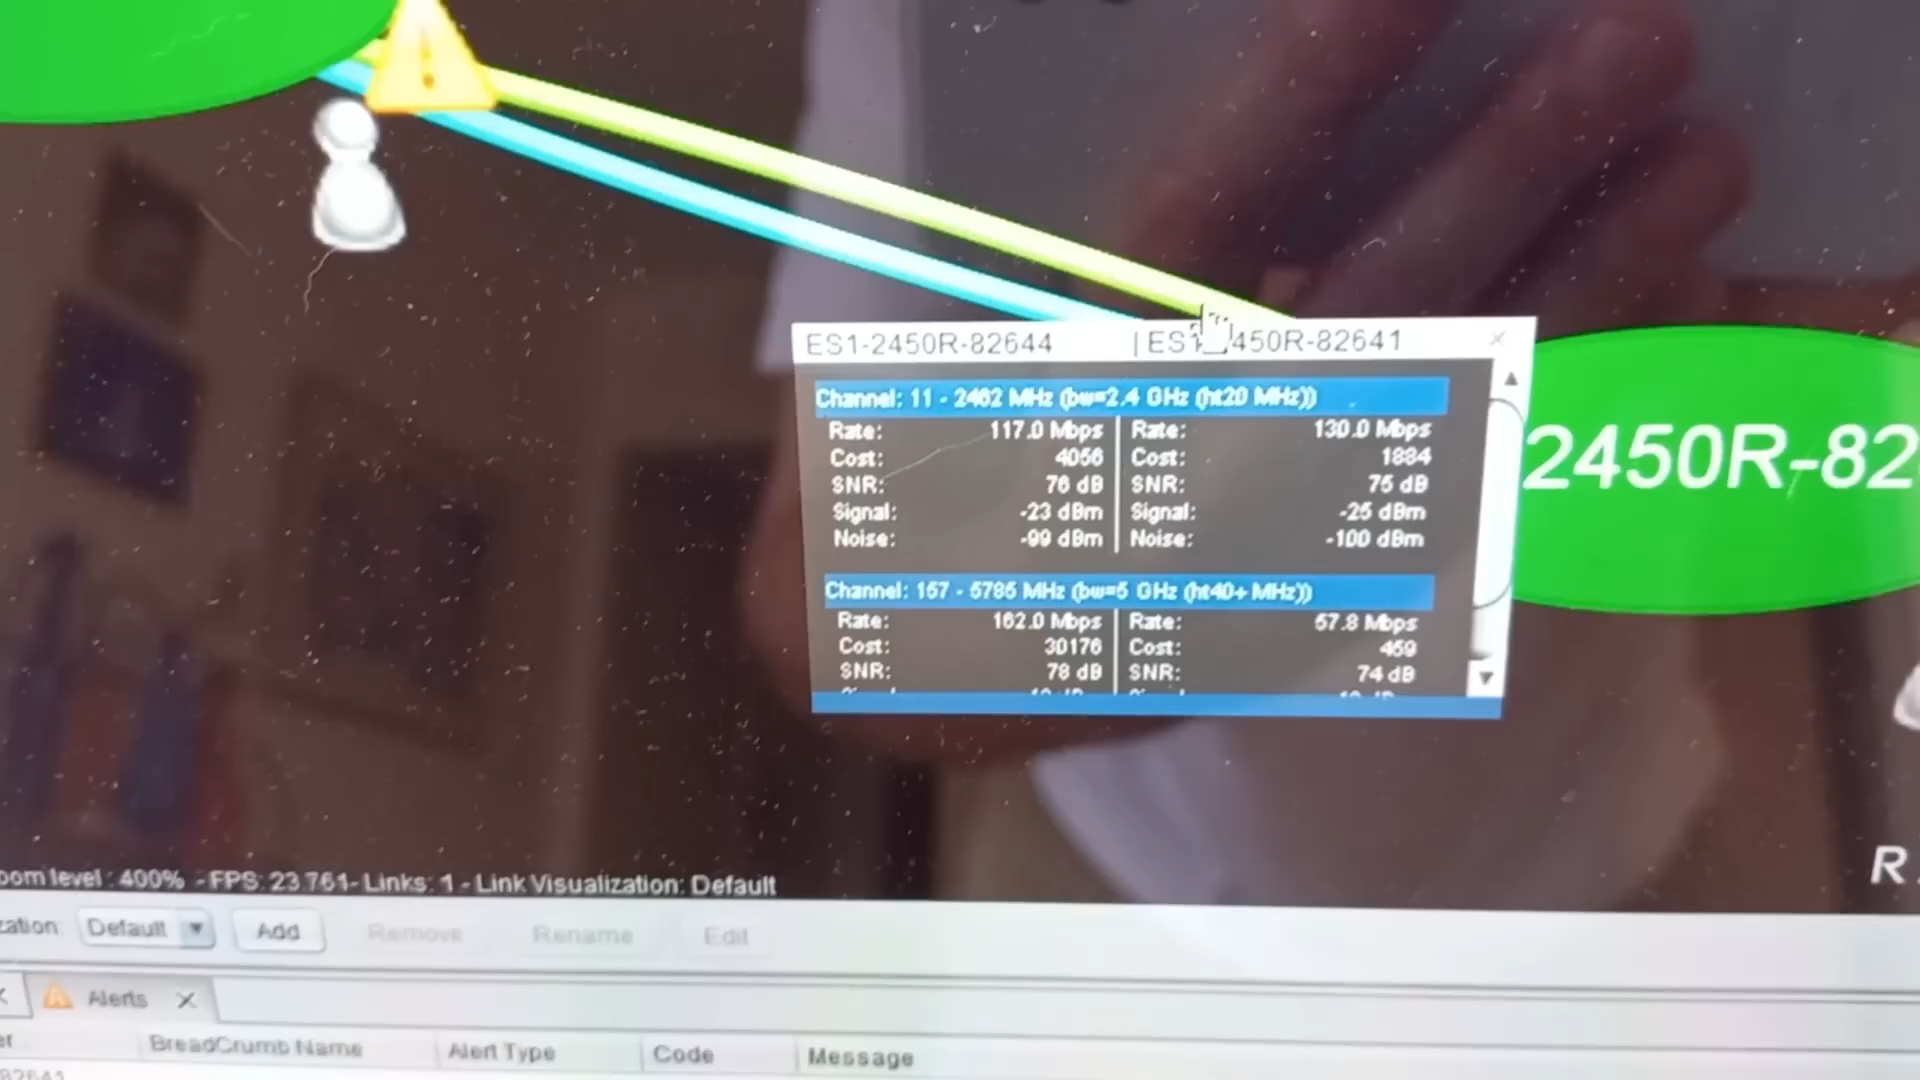 ES1-2450R-82644 | ES1-2450R-82641
Channel: 11 - 2462 MHz (bw=2.4 GHz (ht20 MHz))
Rate: 117.0 Mbps Rate: 130.0 Mbps
Cost: 4056 Cost: 1884
SNR: 76 dB SNR: 75 dB
Signal: -23 dBm Signal: -25 dBm
Noise: -99 dBm Noise: -100 dBm
Channel: 157 - 5785 MHz (bw=5 GHz (ht40+ MHz))
Rate: 162.0 Mbps Rate: 57.8 Mbps
Cost: 30176 Cost: 459
SNR: 78 dB SNR: 74 dB
2450R-82
R
oom level : 400% - FPS: 23.761- Links: 1 - Link Visualization: Default
zation: Default Add Remove Rename Edit
Alerts
er BreadCrumb Name Alert Type Code Message
82641